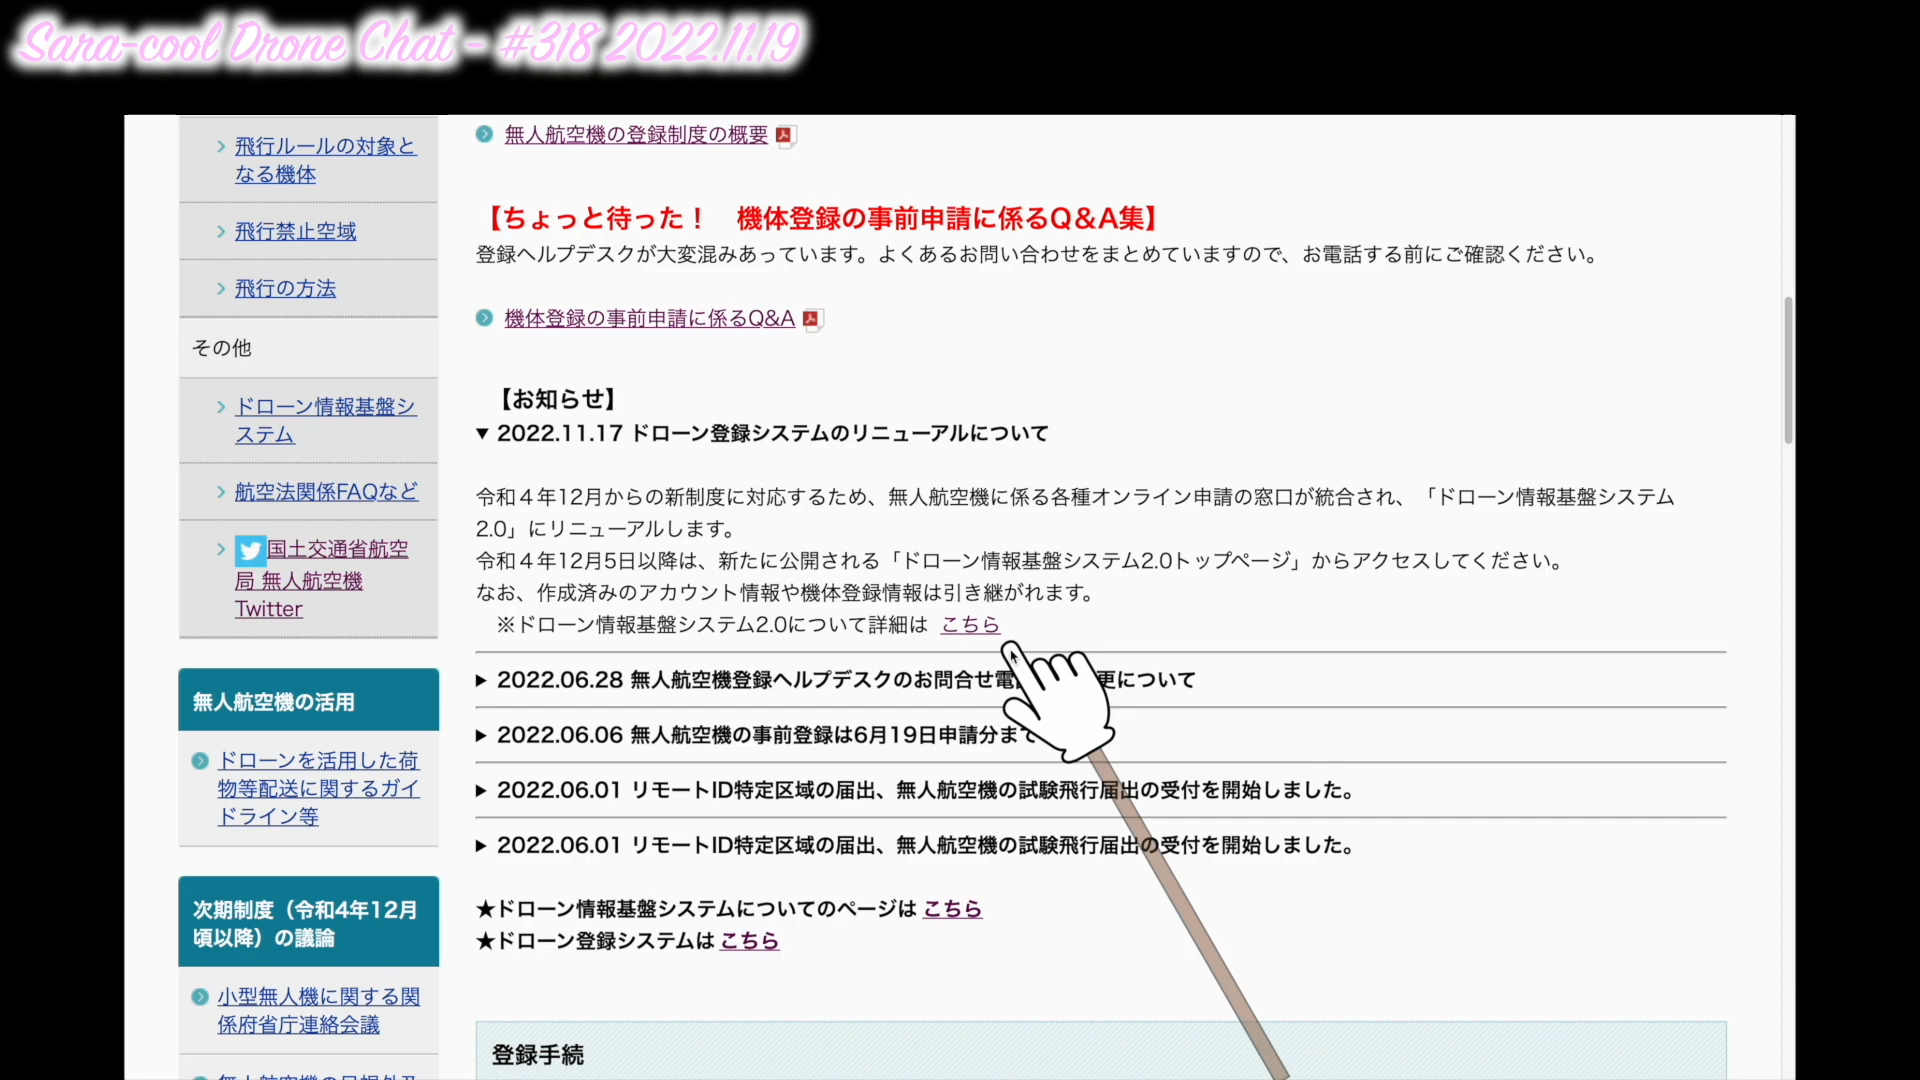 Sara-cool Drone Chat - #318 2022.11.19
飛行ルールの対象と
なる機体
飛行禁止空域
飛行の方法
その他
ドローン情報基盤シ
ステム
航空法関係FAQなど
国土交通省航空
局 無人航空機
Twitter
無人航空機の活用
ドローンを活用した荷
物等配送に関するガイ
ドライン等
次期制度（令和4年12月
頃以降）の議論
小型無人機に関する関
係府省庁連絡会議
無人航空機の登録制度の概要
【ちょっと待った！　機体登録の事前申請に係るQ＆A集】
登録ヘルプデスクが大変混みあっています。よくあるお問い合わせをまとめていますので、お電話する前にご確認ください。
機体登録の事前申請に係るQ&A
【お知らせ】
▼ 2022.11.17 ドローン登録システムのリニューアルについて
令和４年12月からの新制度に対応するため、無人航空機に係る各種オンライン申請の窓口が統合され、「ドローン情報基盤システム
2.0」にリニューアルします。
令和４年12月5日以降は、新たに公開される「ドローン情報基盤システム2.0トップページ」からアクセスしてください。
なお、作成済みのアカウント情報や機体登録情報は引き継がれます。
※ドローン情報基盤システム2.0について詳細は こちら
▶ 2022.06.28 無人航空機登録ヘルプデスクのお問合せ電 更について
▶ 2022.06.06 無人航空機の事前登録は6月19日申請分まで
▶ 2022.06.01 リモートID特定区域の届出、無人航空機の試験飛行届出の受付を開始しました。
▶ 2022.06.01 リモートID特定区域の届出、無人航空機の試験飛行届出の受付を開始しました。
★ドローン情報基盤システムについてのページは こちら
★ドローン登録システムは こちら
登録手続